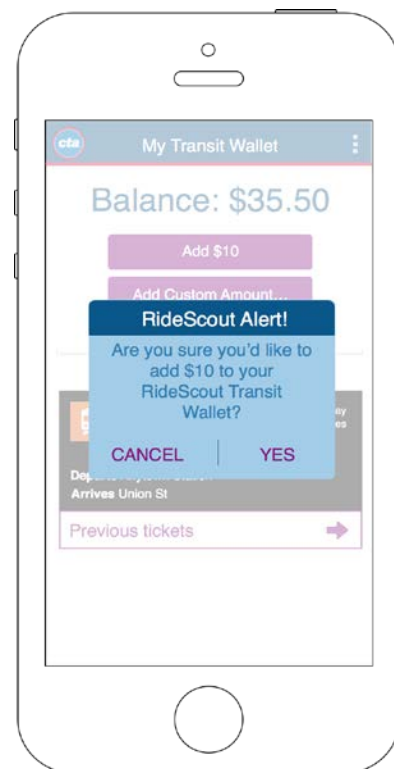 cta
My Transit Wallet
Balance: $35.50
Add $10
Add Custom Amount...
RideScout Alert!
Are you sure you'd like to
add $10 to your
RideScout Transit
Wallet?
CANCEL
YES
Arrives Union St
Previous tickets